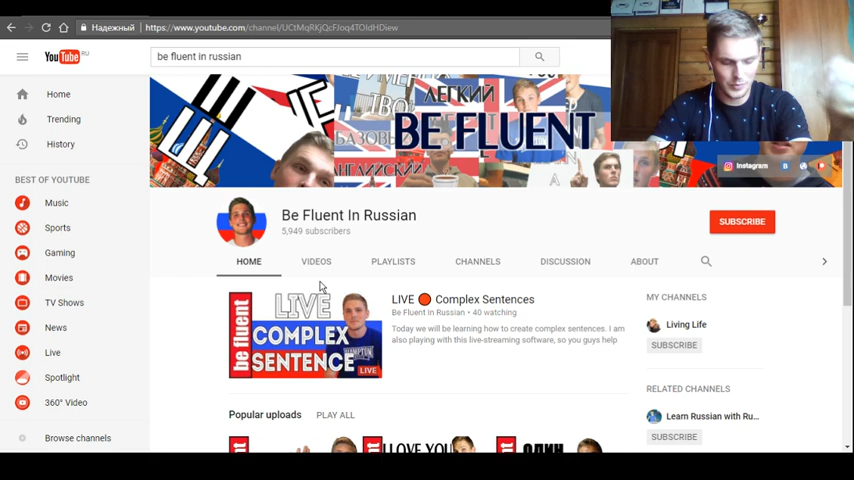 Надежный
https://www.youtube.com/channel/UCtMqRKjQcFJoq4TOIdHDiew
YouTube RU
be fluent in russian
ЛЕГКИЙ
BE FLUENT
АНГЛИЙСКИЙ
Instagram
Home
Trending
History
BEST OF YOUTUBE
Music
Sports
Gaming
Movies
TV Shows
News
Live
Spotlight
360° Video
Browse channels
Be Fluent In Russian
5,949 subscribers
SUBSCRIBE
HOME VIDEOS PLAYLISTS CHANNELS DISCUSSION ABOUT
be fluent
LIVE
COMPLEX
SENTENCE
LIVE
LIVE 🔴 Complex Sentences
Be Fluent In Russian • 40 watching
Today we will be learning how to create complex sentences. I am
also playing with this live-streaming software, so you guys help
MY CHANNELS
Living Life
SUBSCRIBE
RELATED CHANNELS
Learn Russian with Ru...
SUBSCRIBE
Popular uploads PLAY ALL
I LOVE YOU
ОДИН